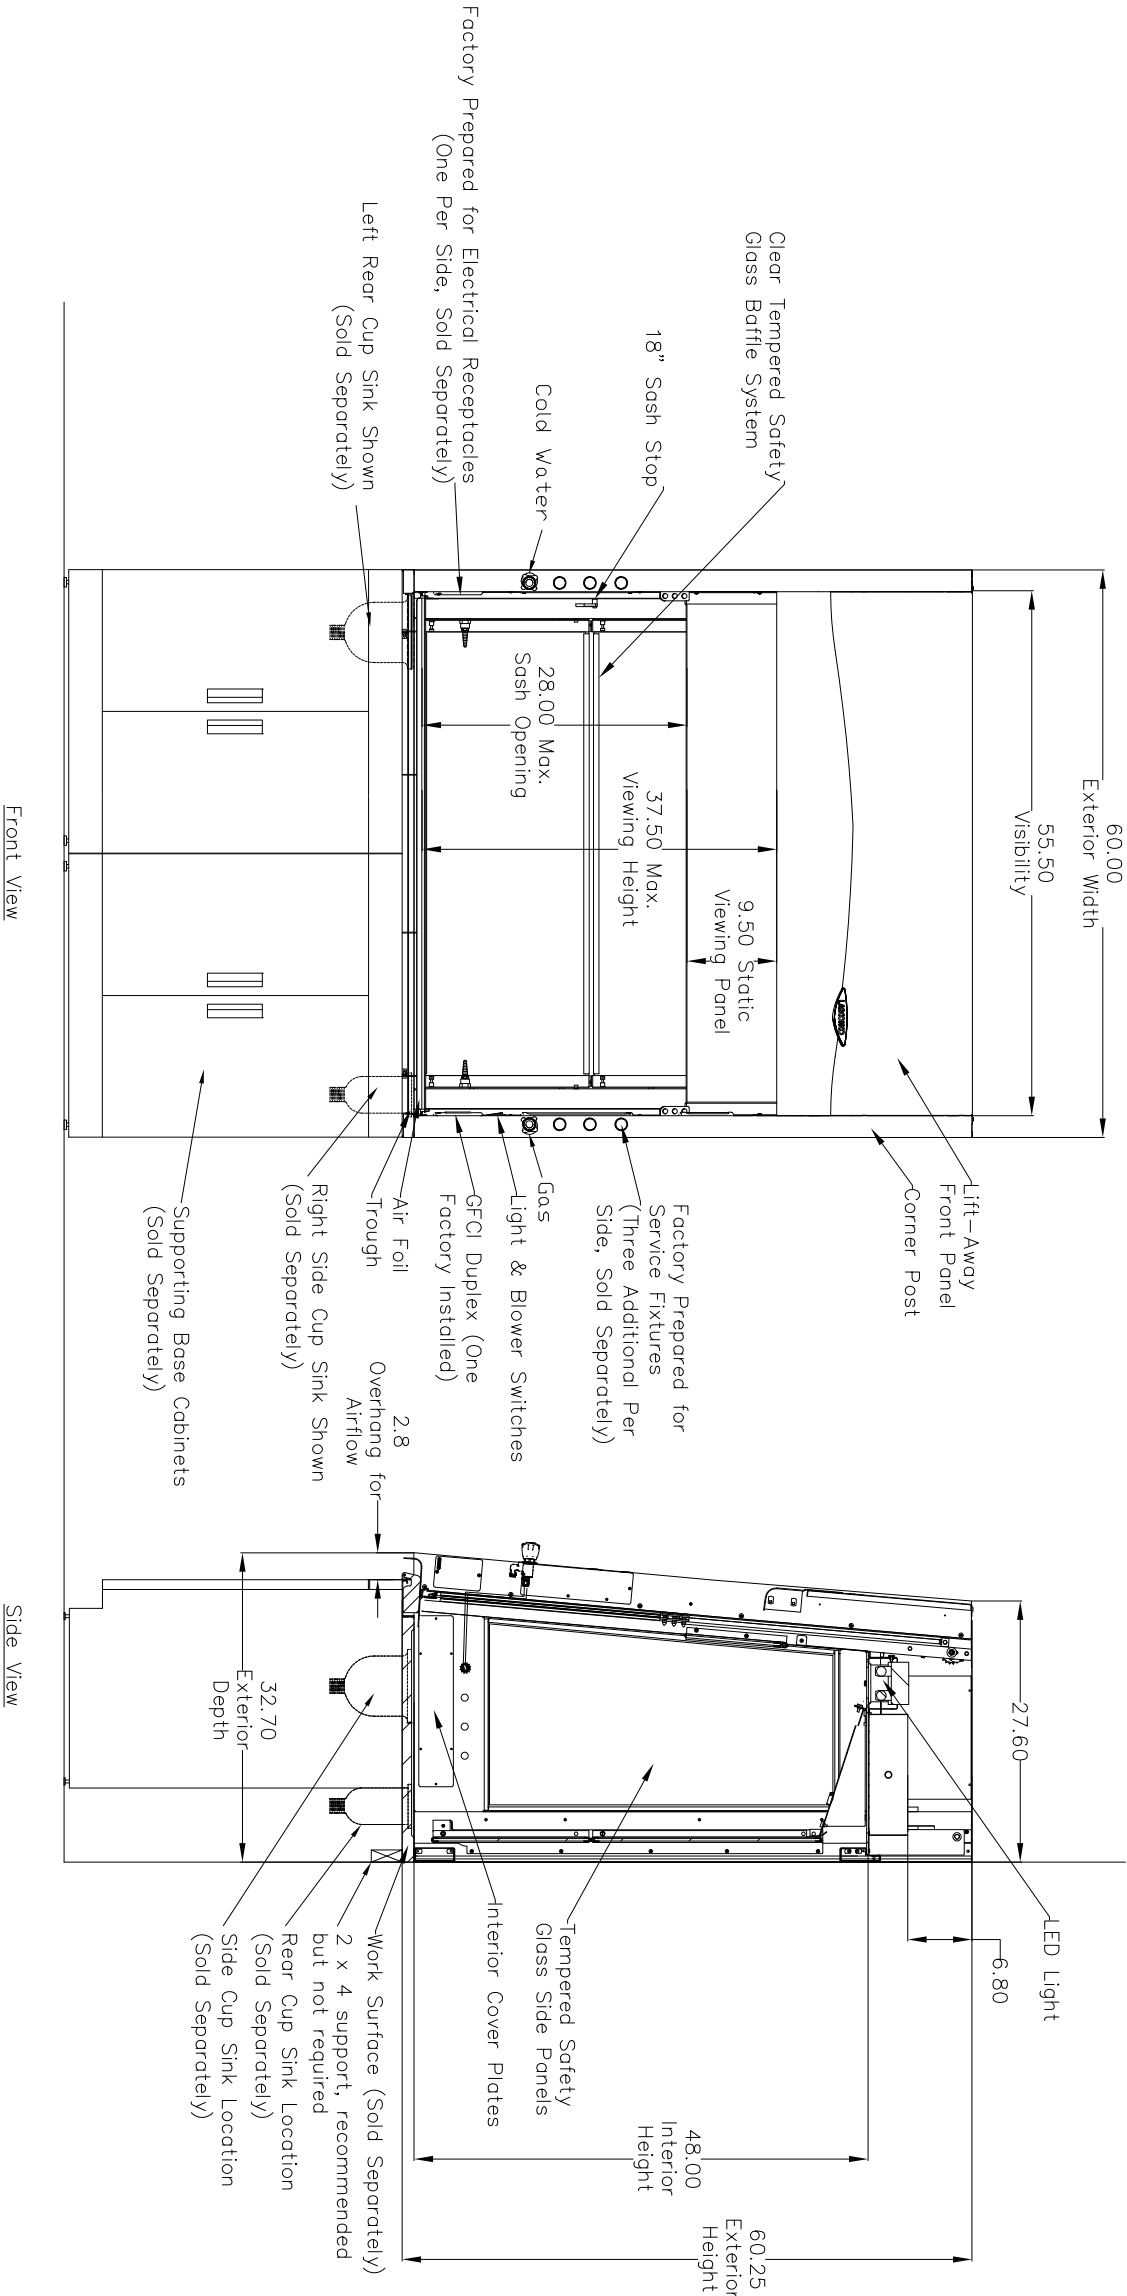 60.00
Exterior Width
55.50
Visibility
Lift-Away
Front Panel
Corner Post
9.50 Static
Viewing Panel
37.50 Max.
Viewing Height
28.00 Max.
Sash Opening
LABCONCO
Clear Tempered Safety
Glass Baffle System
18" Sash Stop
Cold Water
Factory Prepared for Electrical Receptacles
(One Per Side, Sold Separately)
Left Rear Cup Sink Shown
(Sold Separately)
Factory Prepared for
Service Fixtures
(Three Additional Per
Side, Sold Separately)
Gas
Light & Blower Switches
GFCI Duplex (One
Factory Installed)
Air Foil
Trough
Right Side Cup Sink Shown
(Sold Separately)
Supporting Base Cabinets
(Sold Separately)
Front View
2.8
Overhang for
Airflow
27.60
32.70
Exterior
Depth
LED Light
6.80
Tempered Safety
Glass Side Panels
Interior Cover Plates
48.00
Interior
Height
60.25
Exterior
Height
Work Surface (Sold Separately)
2 x 4 support, recommended
but not required
Rear Cup Sink Location
(Sold Separately)
Side Cup Sink Location
(Sold Separately)
Side View